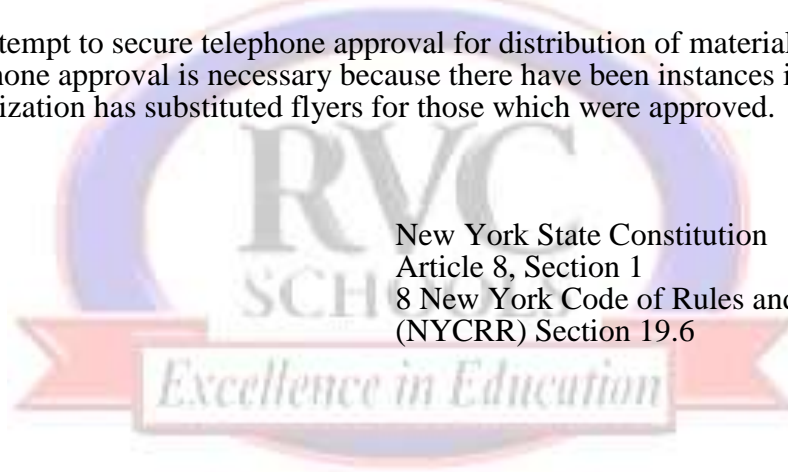 tempt to secure telephone approval for distribution of material
hone approval is necessary because there have been instances i
ization has substituted flyers for those which were approved.
RVC
SCHOOLS
New York State Constitution
Article 8, Section 1
8 New York Code of Rules and
(NYCRR) Section 19.6
Excellence in Education